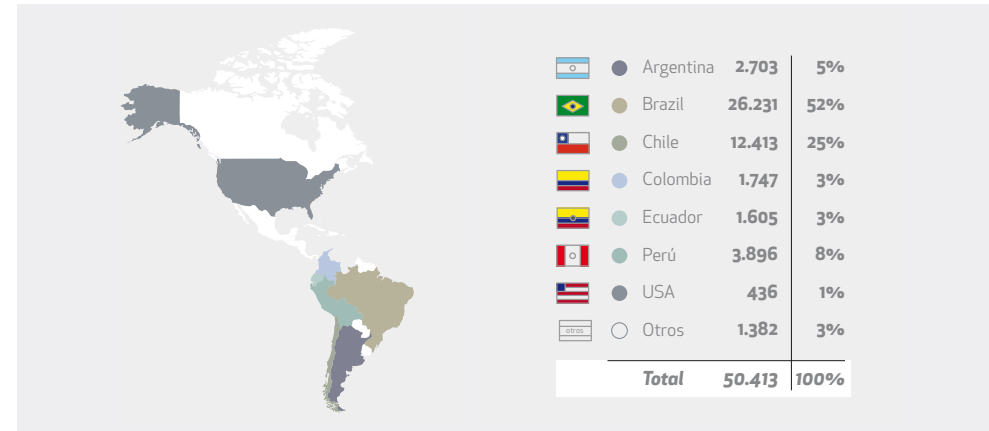 Argentina 2.703 5%
Brazil 26.231 52%
Chile 12.413 25%
Colombia 1.747 3%
Ecuador 1.605 3%
Perú 3.896 8%
USA 436 1%
otros Otros 1.382 3%
Total 50.413 100%